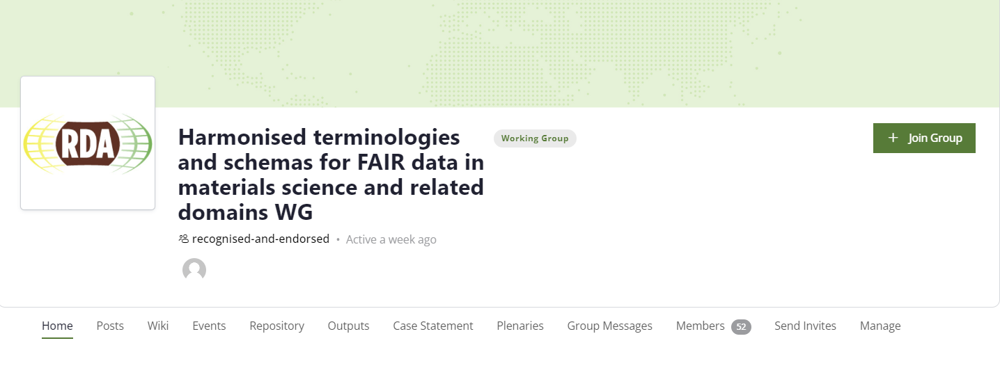 RDA
Harmonised terminologies
and schemas for FAIR data in
materials science and related
domains WG
Working Group
+ Join Group
recognised-and-endorsed • Active a week ago
Home Posts Wiki Events Repository Outputs Case Statement Plenaries Group Messages Members 52 Send Invites Manage